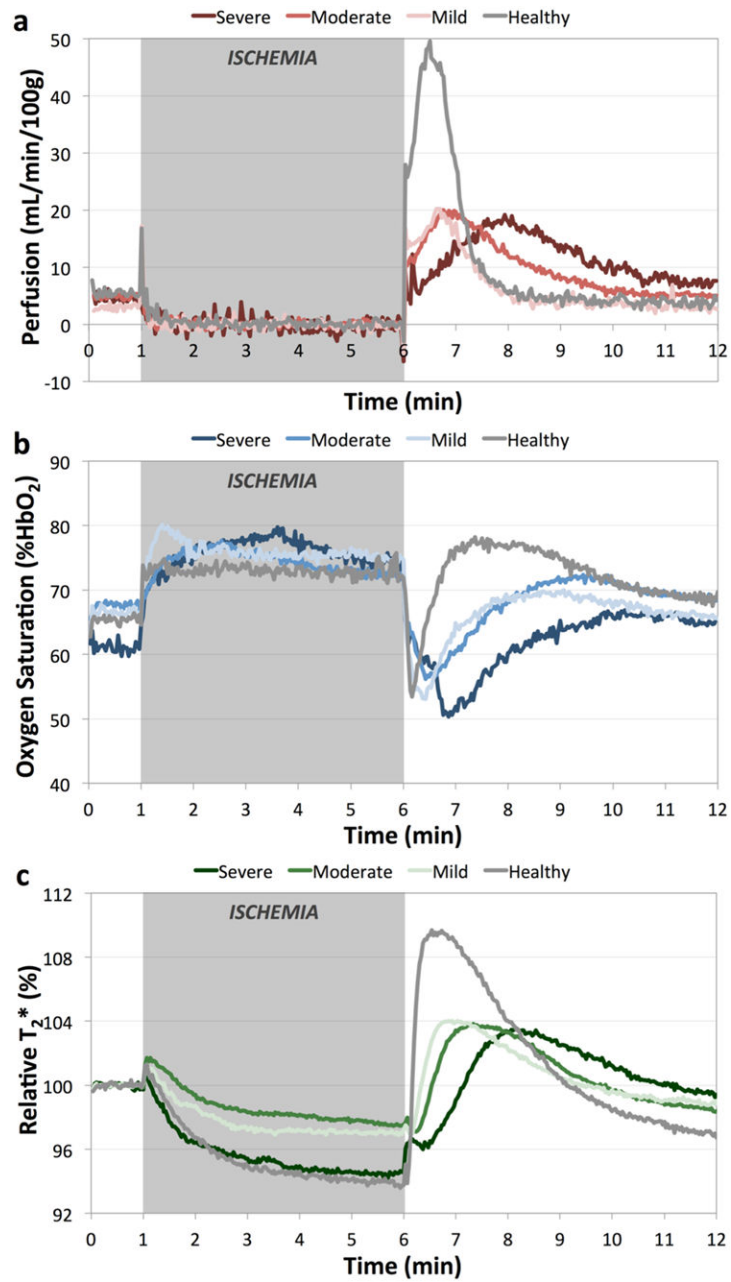 a
Severe Moderate Mild Healthy
ISCHEMIA
Perfusion (mL/min/100g)
50
40
30
20
10
0
-10
0 1 2 3 4 5 6 7 8 9 10 11 12
Time (min)
b
Severe Moderate Mild Healthy
ISCHEMIA
Oxygen Saturation (%HbO₂)
90
80
70
60
50
40
0 1 2 3 4 5 6 7 8 9 10 11 12
Time (min)
c
Severe Moderate Mild Healthy
ISCHEMIA
Relative T₂* (%)
112
108
104
100
96
92
0 1 2 3 4 5 6 7 8 9 10 11 12
Time (min)